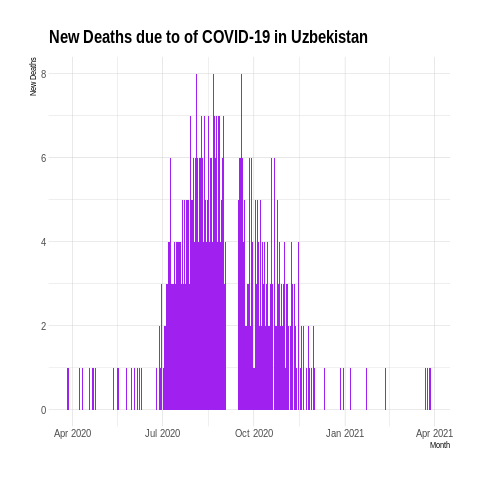 New Deaths due to of COVID-19 in Uzbekistan
New Deaths
8
6
4
2
0
Apr 2020 Jul 2020 Oct 2020 Jan 2021 Apr 2021
Month